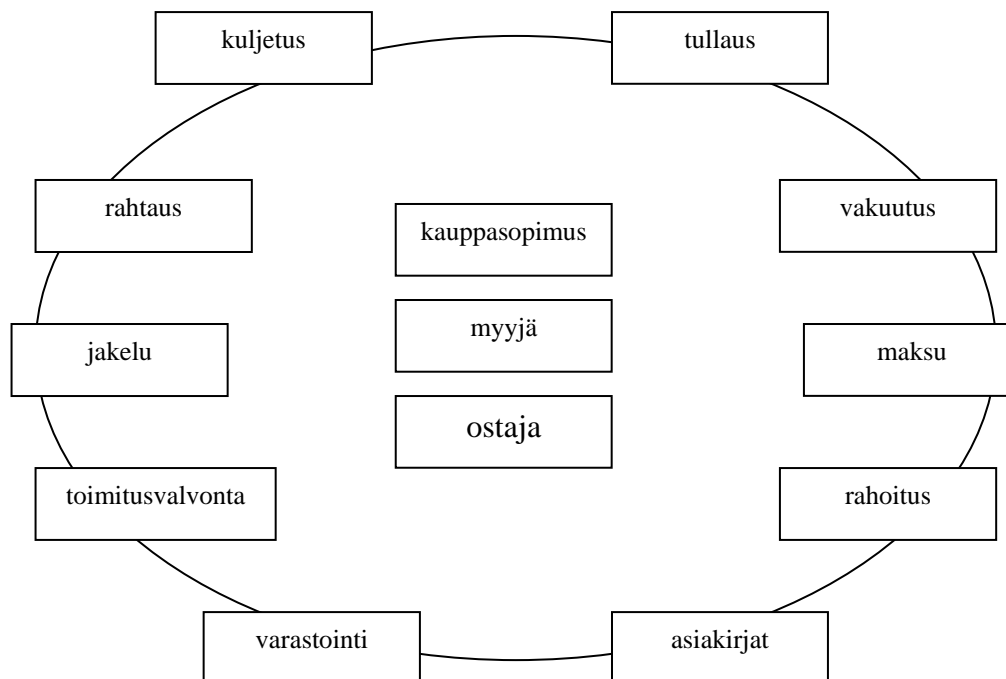 kuljetus
tullaus
rahtaus
vakuutus
kauppasopimus
myyjä
jakelu
maksu
ostaja
toimitusvalvonta
rahoitus
varastointi
asiakirjat